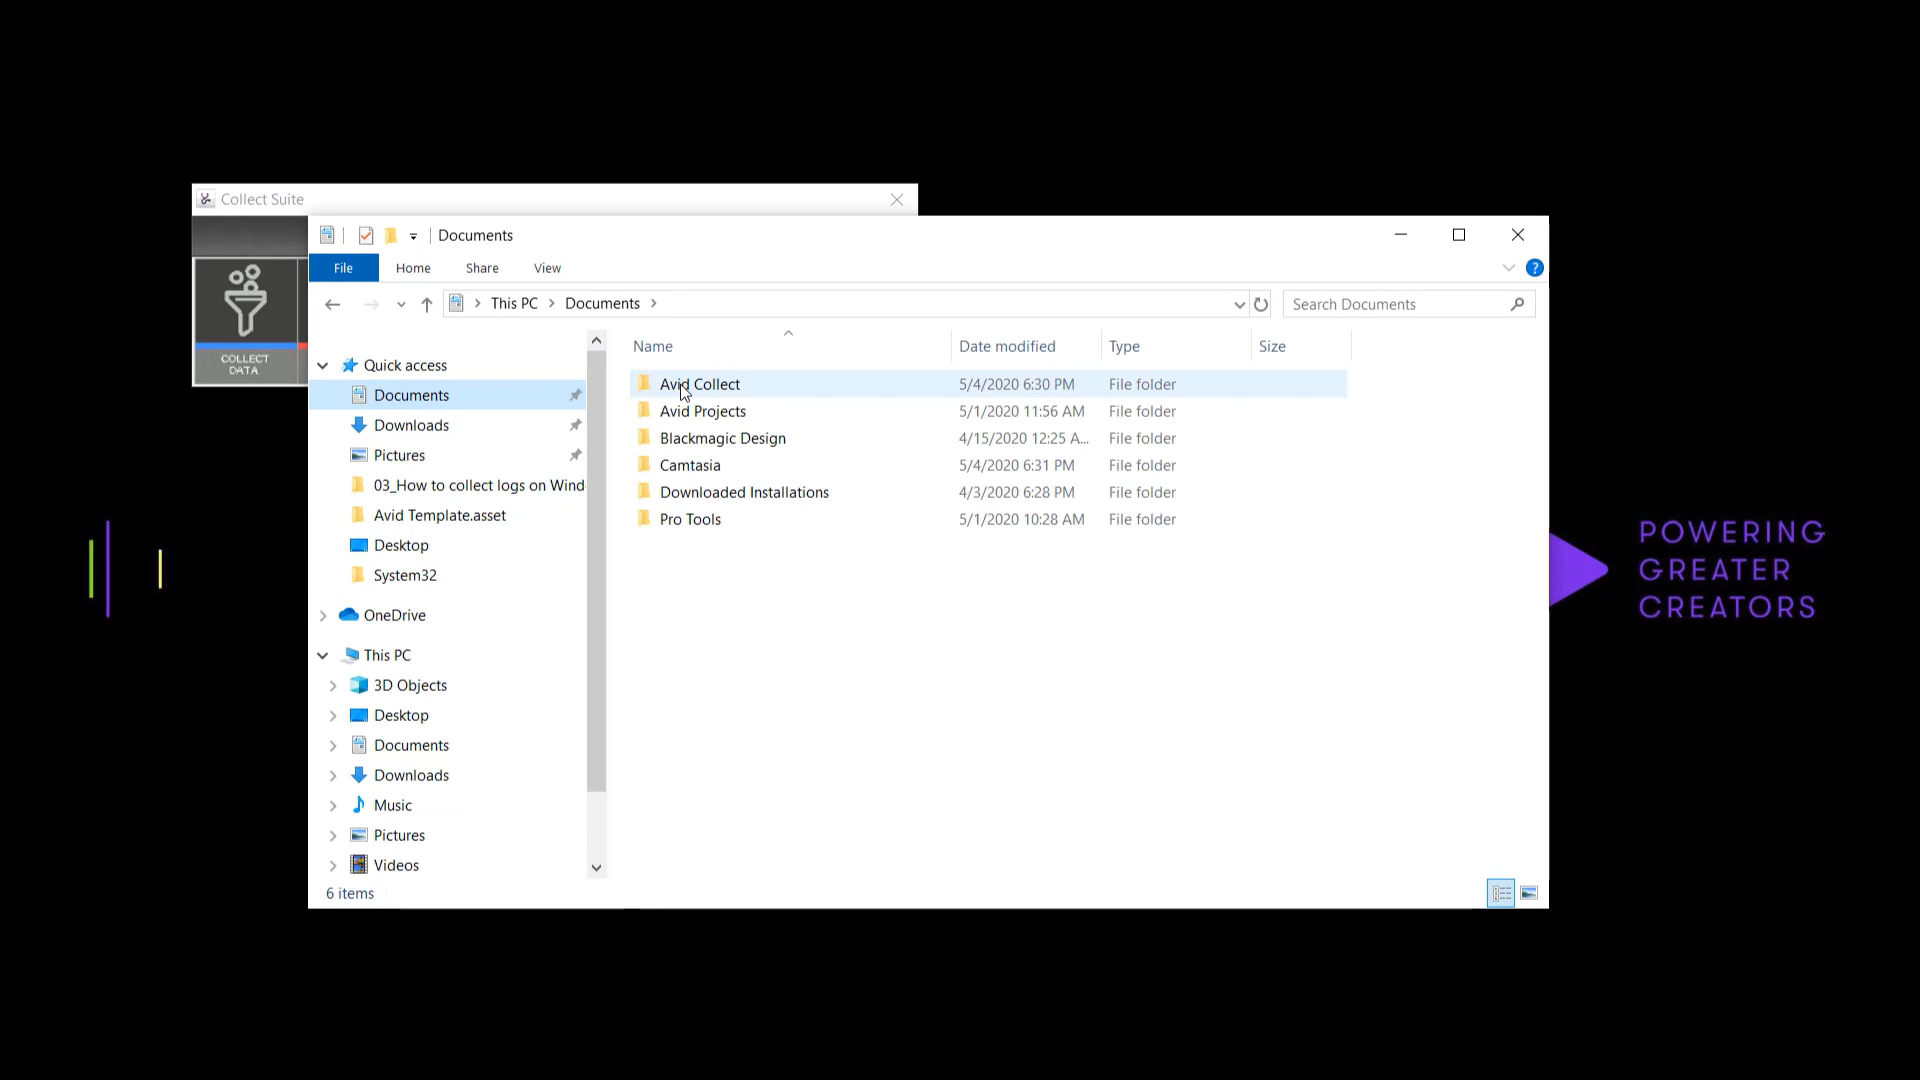 Collect Suite
COLLECT
DATA
Documents
File Home Share View
This PC Documents
Search Documents
Quick access
Documents
Downloads
Pictures
03_How to collect logs on Wind
Avid Template.asset
Desktop
System32
OneDrive
This PC
3D Objects
Desktop
Documents
Downloads
Music
Pictures
Videos
Name Date modified Type Size
Avid Collect 5/4/2020 6:30 PM File folder
Avid Projects 5/1/2020 11:56 AM File folder
Blackmagic Design 4/15/2020 12:25 A... File folder
Camtasia 5/4/2020 6:31 PM File folder
Downloaded Installations 4/3/2020 6:28 PM File folder
Pro Tools 5/1/2020 10:28 AM File folder
6 items
POWERING
GREATER
CREATORS